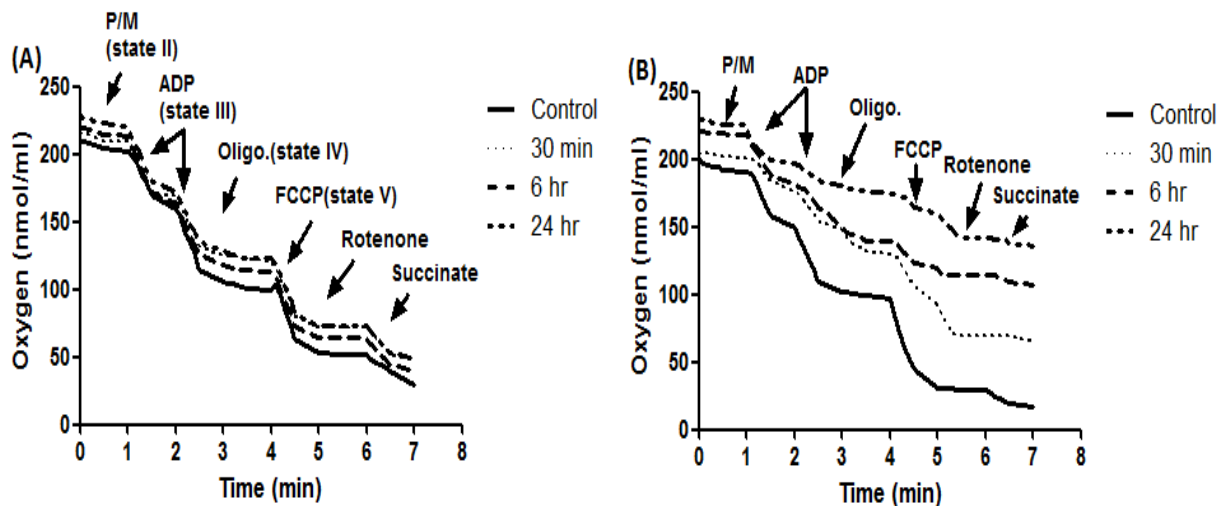 (A)
P/M
(state II)
ADP
(state III)
Oligo.(state IV)
FCCP(state V)
Rotenone
Succinate
Oxygen (nmol/ml)
250
200
150
100
50
0
0 1 2 3 4 5 6 7 8
Time (min)
Control
30 min
6 hr
24 hr
(B)
P/M
ADP
Oligo.
FCCP
Rotenone
Succinate
Oxygen (nmol/ml)
250
200
150
100
50
0
0 1 2 3 4 5 6 7 8
Time (min)
Control
30 min
6 hr
24 hr